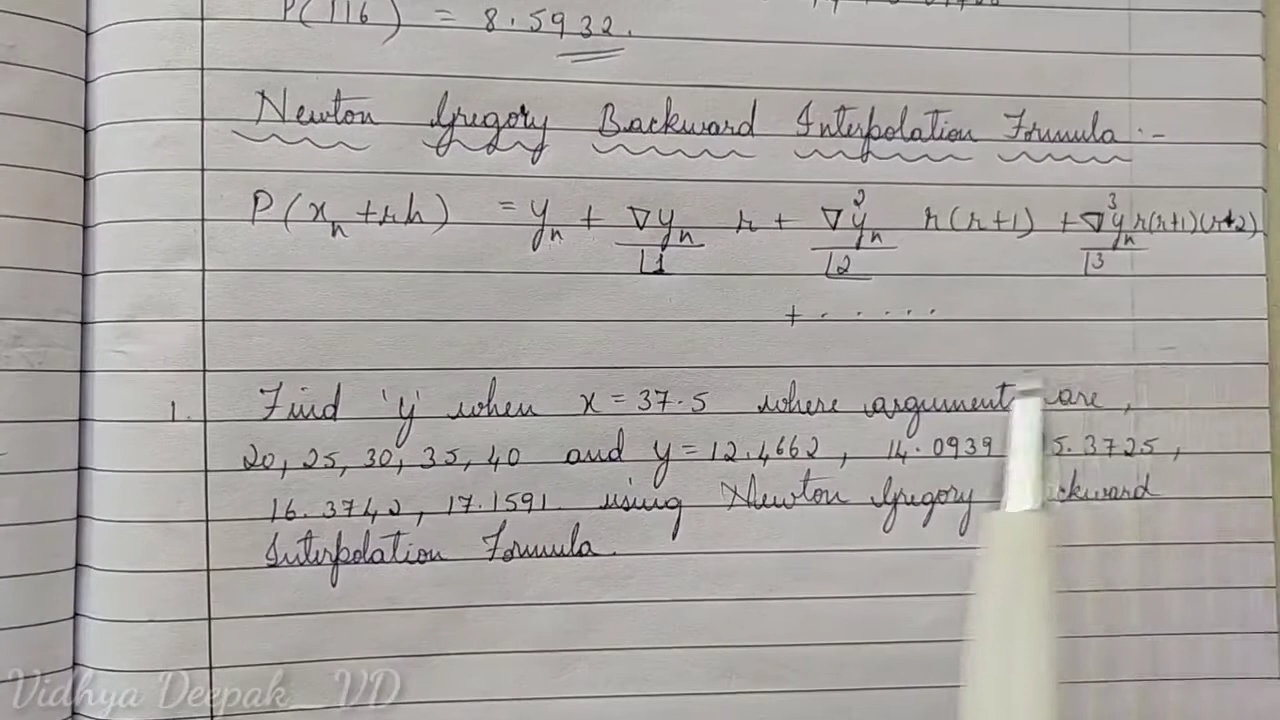 P(116) = 8.5932.
Newton Gregory Backward Interpolation Formula :-
P(xₙ+rh) = yₙ + ∇yₙ/⌊1 r + ∇²yₙ/⌊2 r(r+1) + ∇³yₙ/⌊3 r(r+1)(r+2)
+ . . . . . .
1. Find 'y' when x = 37.5 where arguments are,
20, 25, 30, 35, 40 and y = 12.4662, 14.0939 5.3725,
16.3742, 17.1591 using Newton Gregory ckward
Interpolation Formula.
Vidhya Deepak_VD